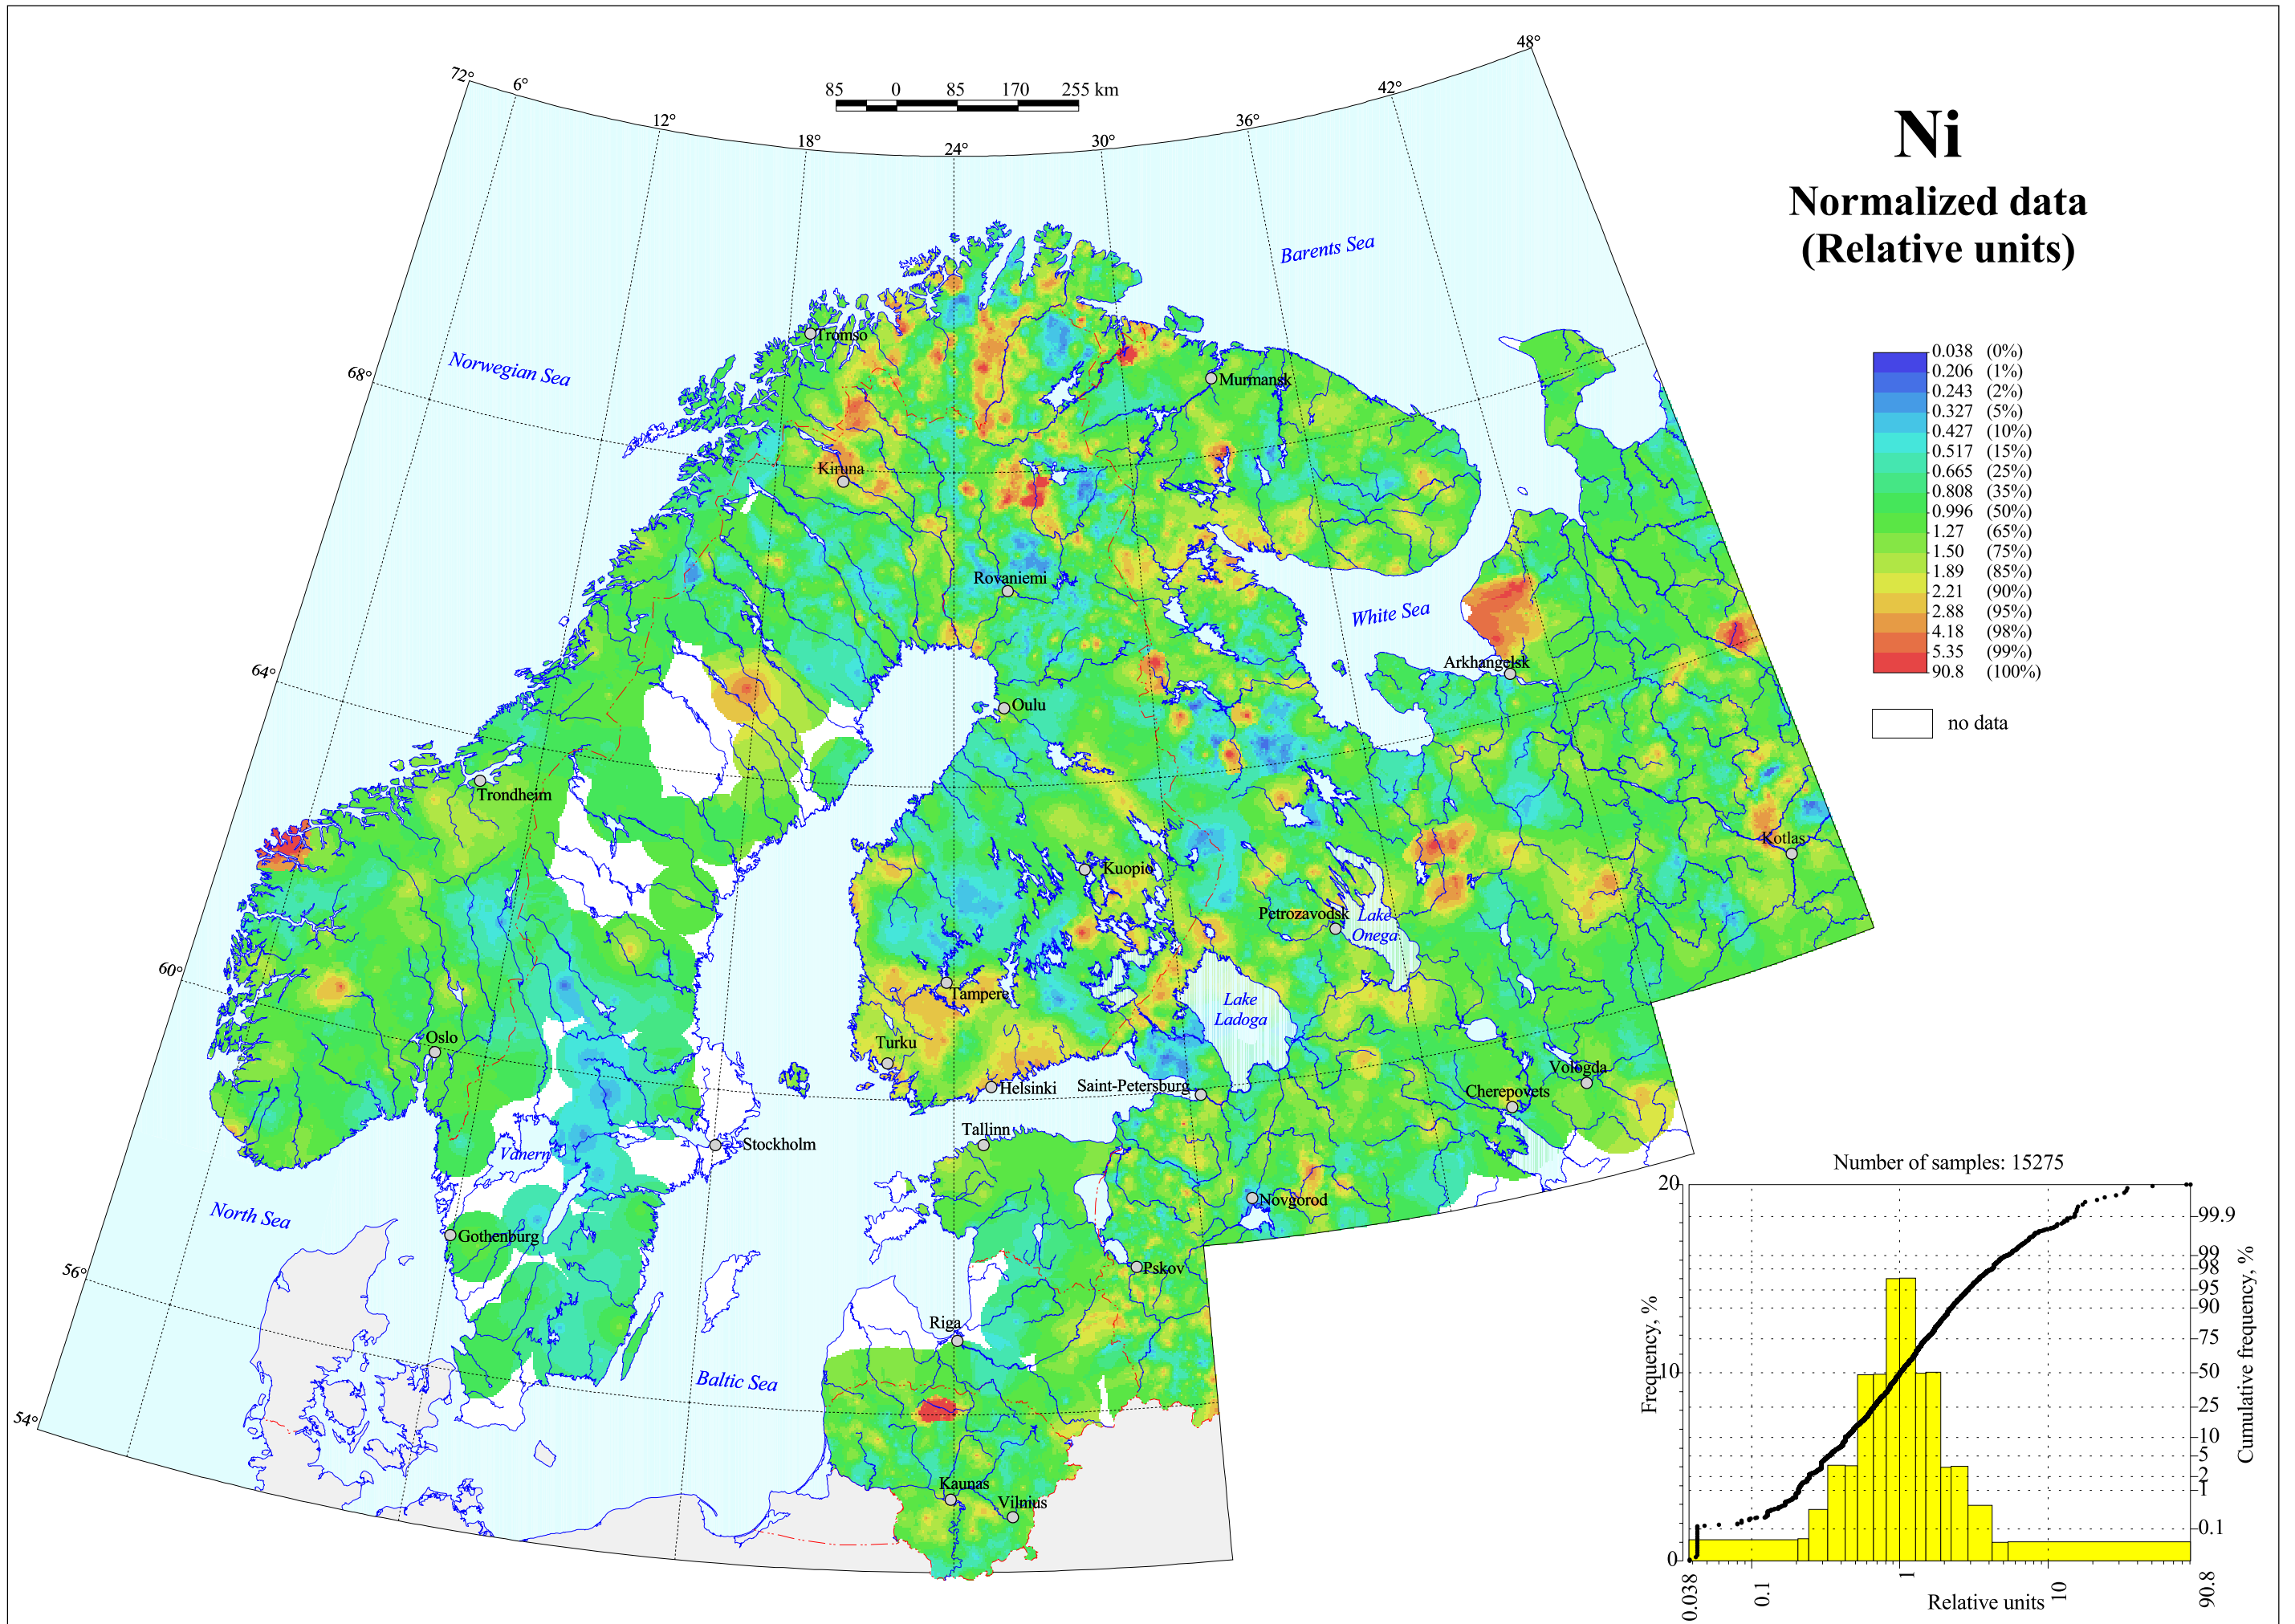 Ni
Normalized data
(Relative units)
85 0 85 170 255 km
72° 6° 12° 18° 24° 30° 36° 42° 48°
68°
64°
60°
56°
54°
Barents Sea
Norwegian Sea
Tromso
Murmansk
Kiruna
Rovaniemi
White Sea
Arkhangelsk
Oulu
Trondheim
Kotlas
Kuopio
Petrozavodsk
Lake
Onega
Tampere
Lake
Ladoga
Oslo
Turku
Helsinki
Saint-Petersburg
Vologda
Cherepovets
Tallinn
Stockholm
Vanern
Novgorod
North Sea
Gothenburg
Pskov
Riga
Baltic Sea
Kaunas
Vilnius
0.038 (0%)
0.206 (1%)
0.243 (2%)
0.327 (5%)
0.427 (10%)
0.517 (15%)
0.665 (25%)
0.808 (35%)
0.996 (50%)
1.27 (65%)
1.50 (75%)
1.89 (85%)
2.21 (90%)
2.88 (95%)
4.18 (98%)
5.35 (99%)
90.8 (100%)
no data
Number of samples: 15275
Frequency, %
20
10
0
99.9
99
98
95
90
75
50
25
10
5
2
1
0.1
Cumulative frequency, %
0.038 0.1 1 10 90.8
Relative units